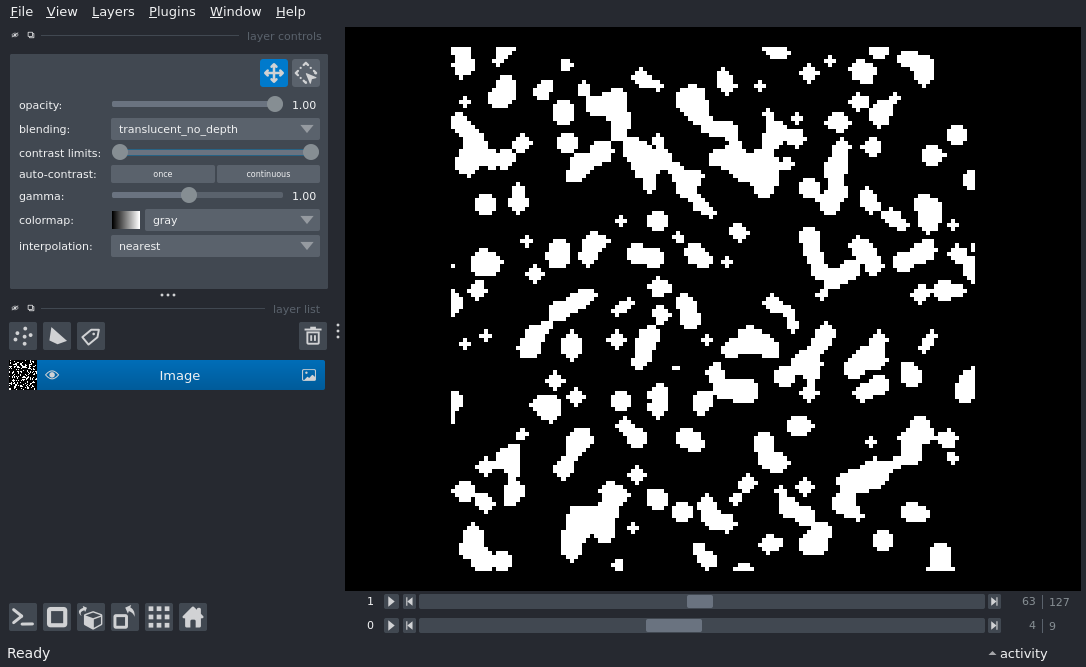 File View Layers Plugins Window Help
layer controls
opacity: 1.00
blending: translucent_no_depth
contrast limits:
auto-contrast: once continuous
gamma: 1.00
colormap: gray
interpolation: nearest
layer list
Image
1 63 127
0 4 9
Ready activity